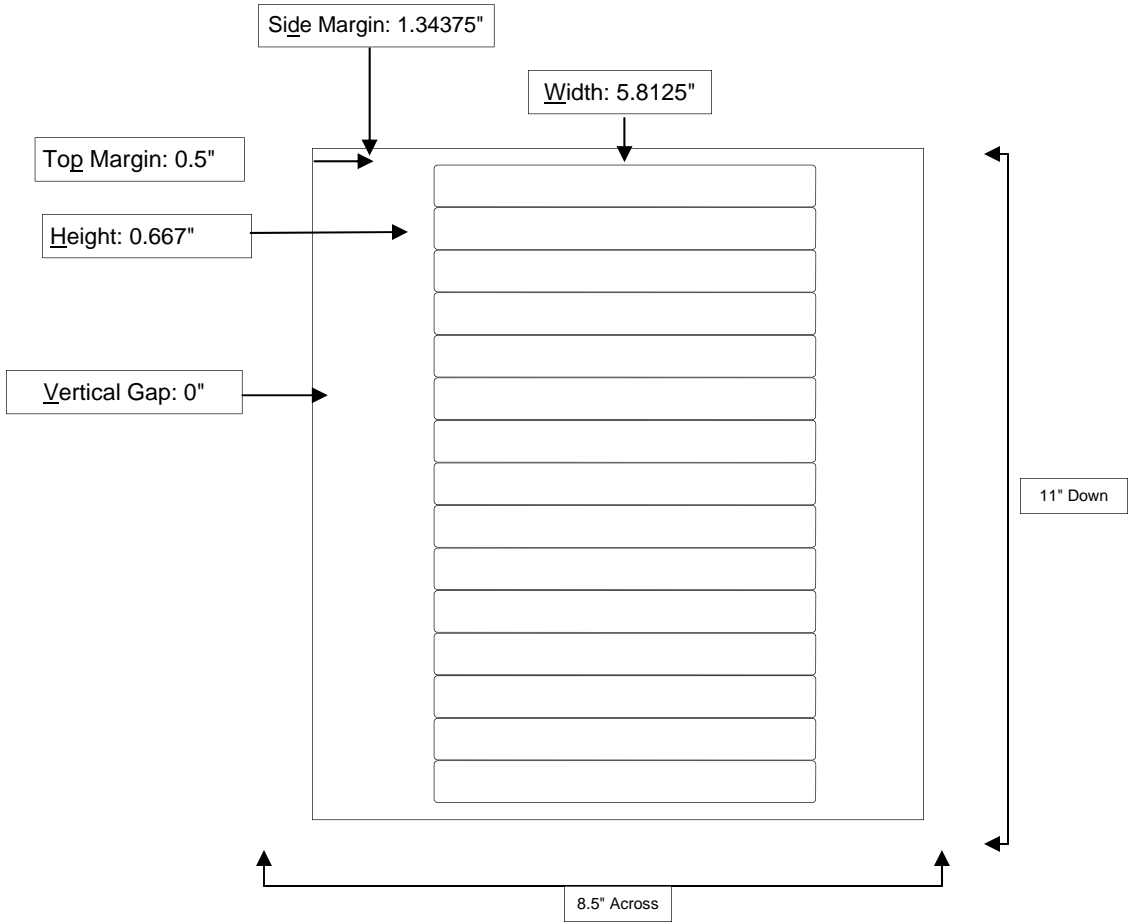 Side Margin: 1.34375"
Width: 5.8125"
Top Margin: 0.5"
Height: 0.667"
Vertical Gap: 0"
11" Down
8.5" Across